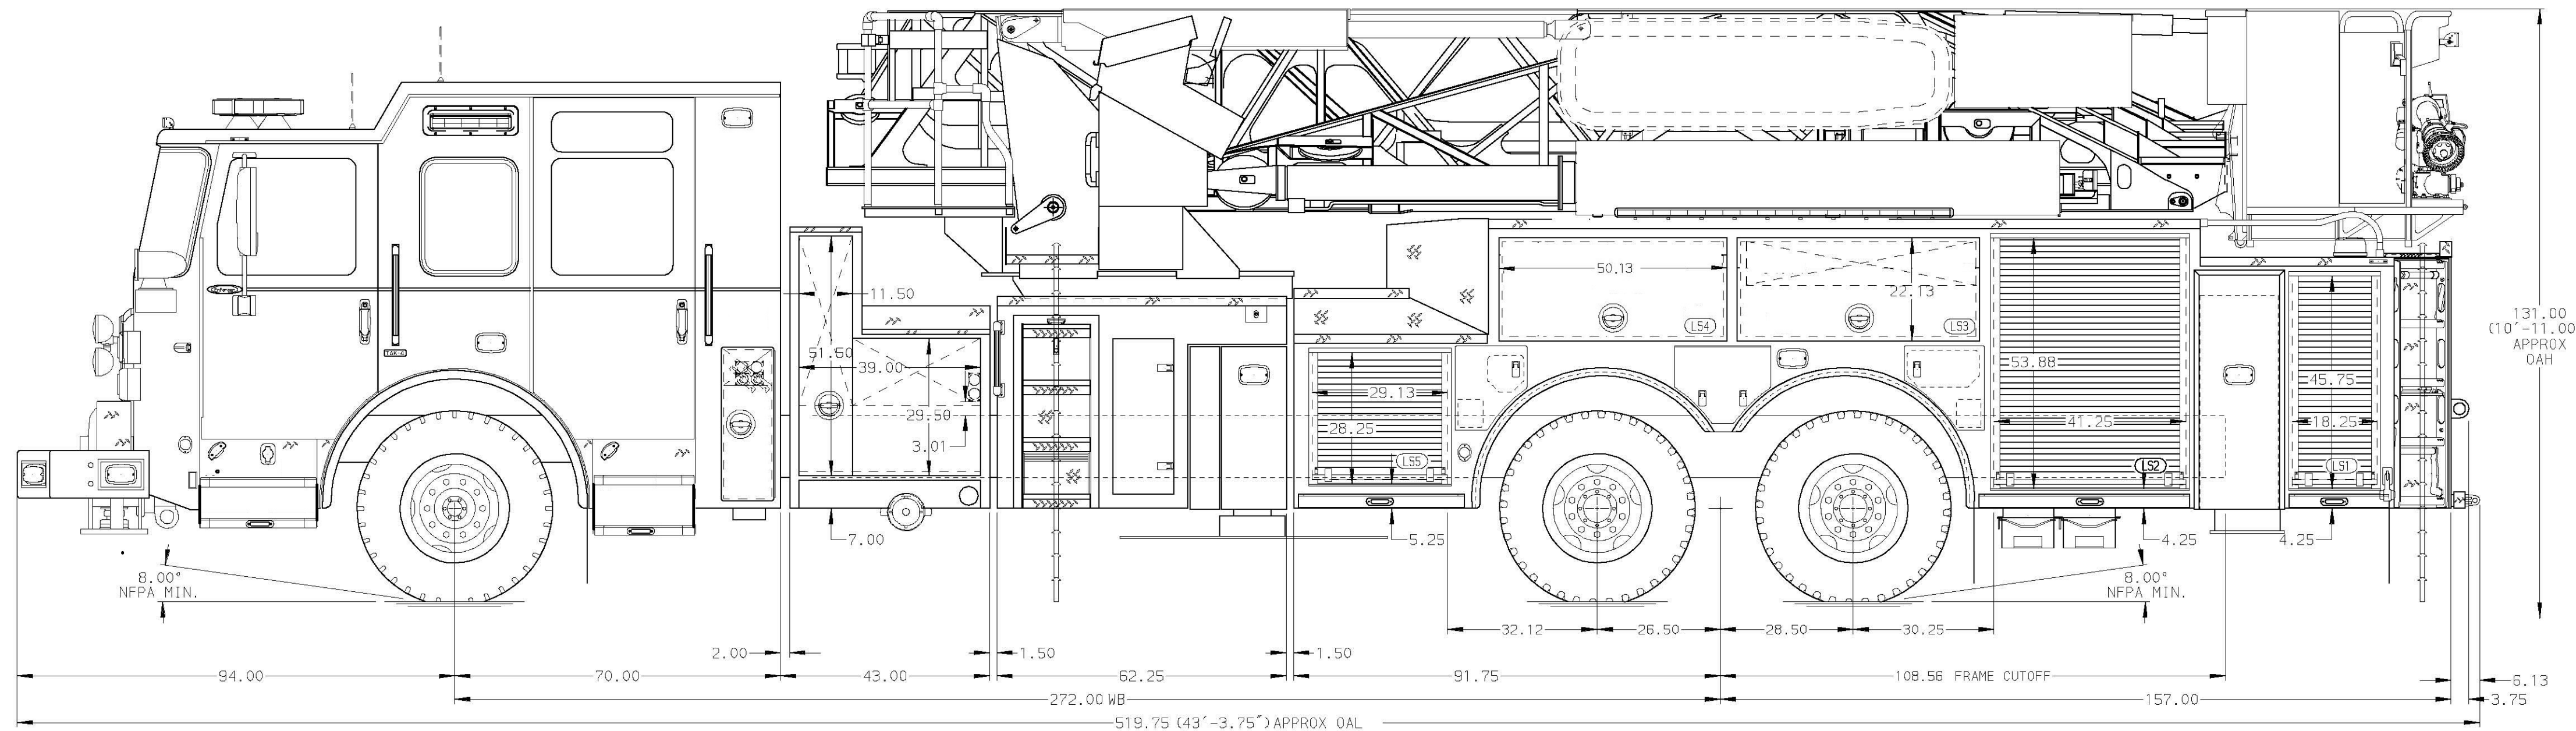 131.00
(10'-11.00
APPROX
OAH
50.13
11.50
22.13
LS4
LS3
TAK-4
51.60
39.00
53.88
45.75
29.13
29.50
28.25
41.25
18.25
3.01
LS5
LS2
LS1
7.00
5.25
4.25
4.25
8.00°
NFPA MIN.
8.00°
NFPA MIN.
32.12
26.50
28.50
30.25
2.00
1.50
1.50
94.00
70.00
43.00
62.25
91.75
108.56 FRAME CUTOFF
6.13
272.00 WB
157.00
3.75
519.75 (43'-3.75") APPROX OAL